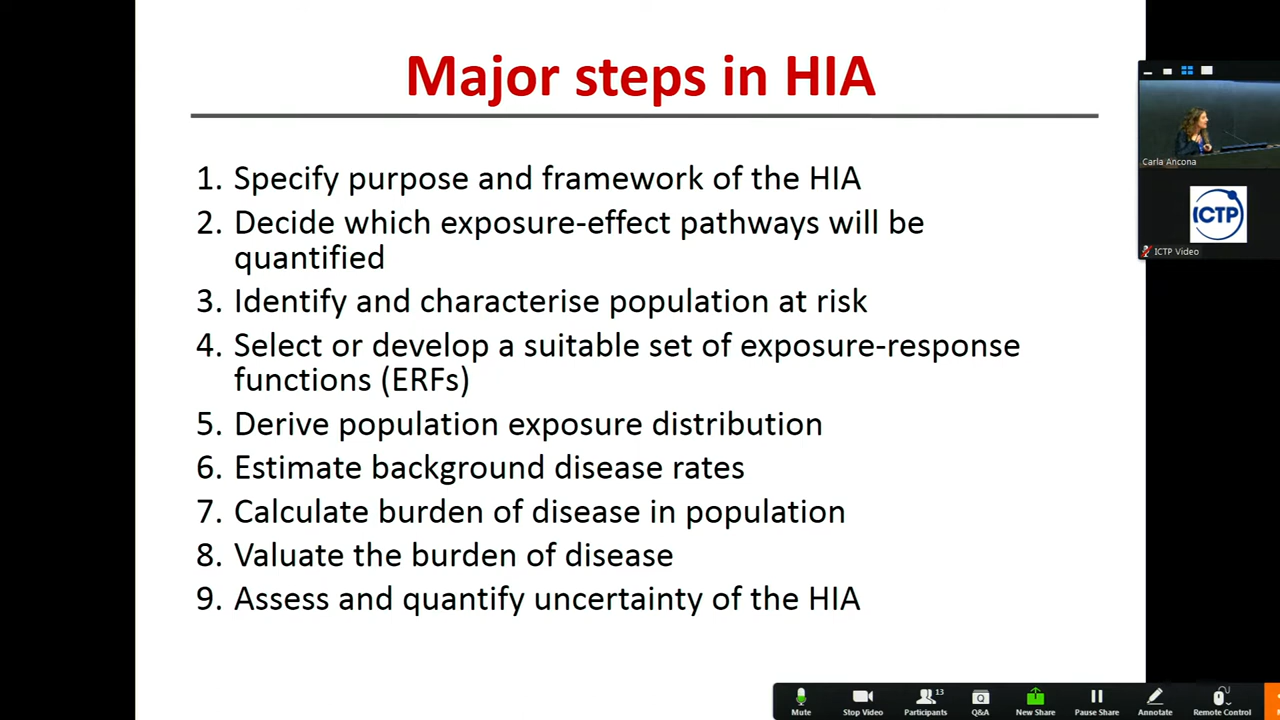 Major steps in HIA
1. Specify purpose and framework of the HIA
2. Decide which exposure-effect pathways will be
quantified
3. Identify and characterise population at risk
4. Select or develop a suitable set of exposure-response
functions (ERFs)
5. Derive population exposure distribution
6. Estimate background disease rates
7. Calculate burden of disease in population
8. Valuate the burden of disease
9. Assess and quantify uncertainty of the HIA
Carla Ancona
ICTP
ICTP Video
13
Mute
Stop Video
Participants
Q&A
New Share
Pause Share
Annotate
Remote Control